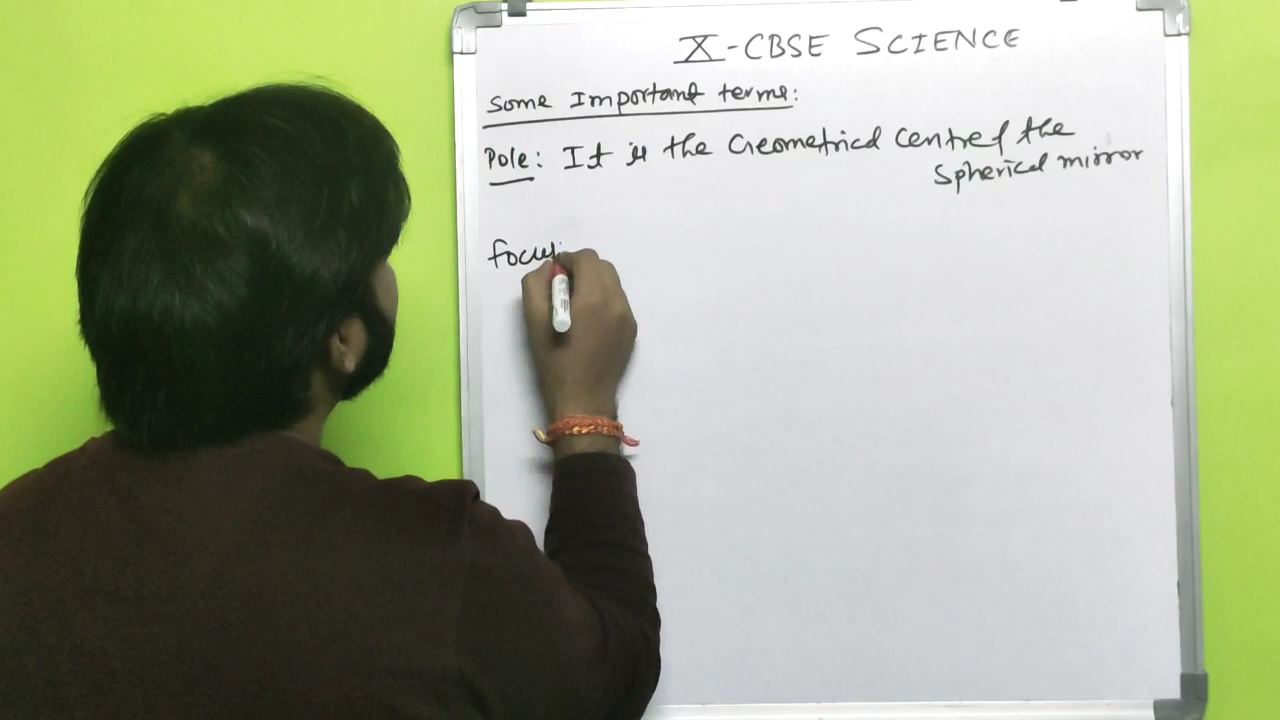 X-CBSE SCIENCE
Some Important terms:
Pole: It is the Geometrical centre of the
Spherical mirror
focus